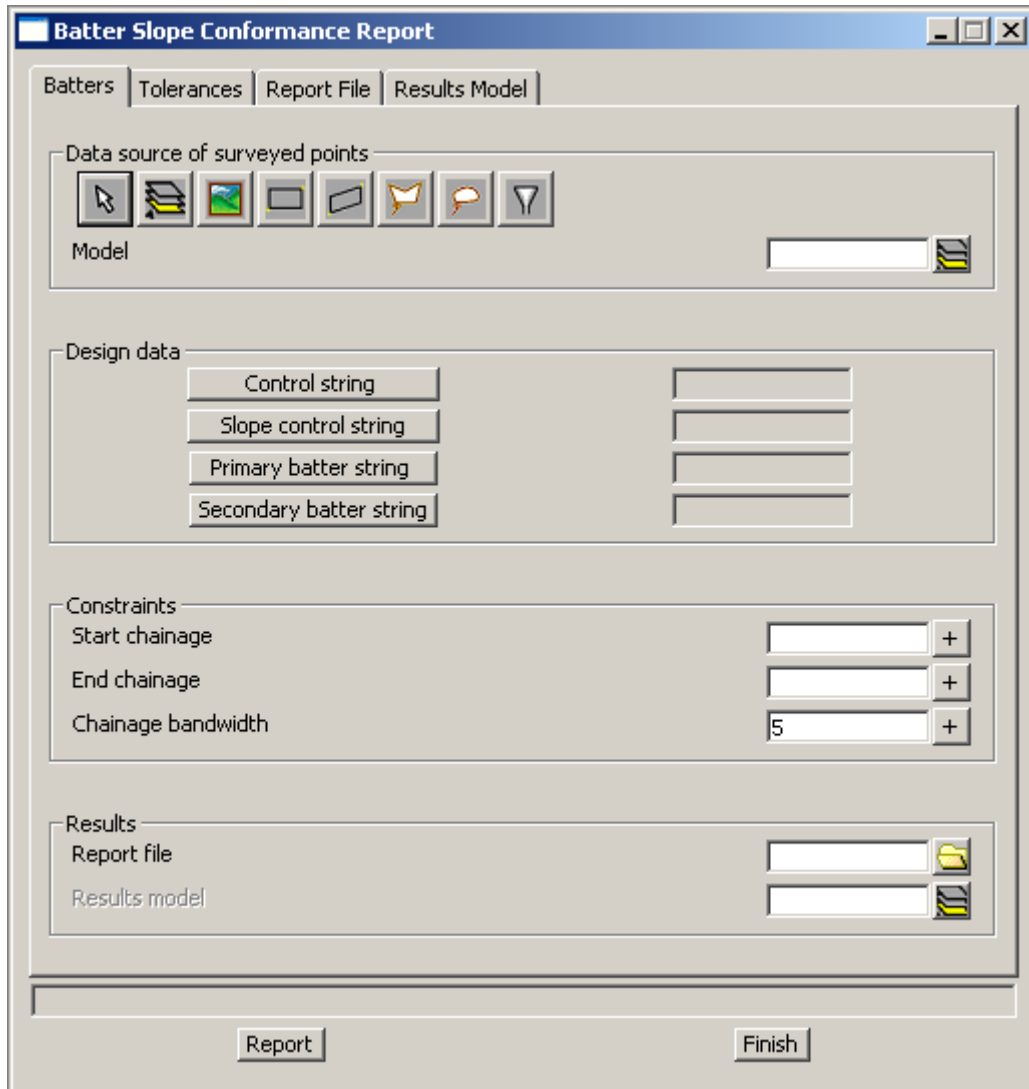 Batter Slope Conformance Report
Batters Tolerances Report File Results Model
Data source of surveyed points
Model
Design data
Control string
Slope control string
Primary batter string
Secondary batter string
Constraints
Start chainage +
End chainage +
Chainage bandwidth 5 +
Results
Report file
Results model
Report Finish